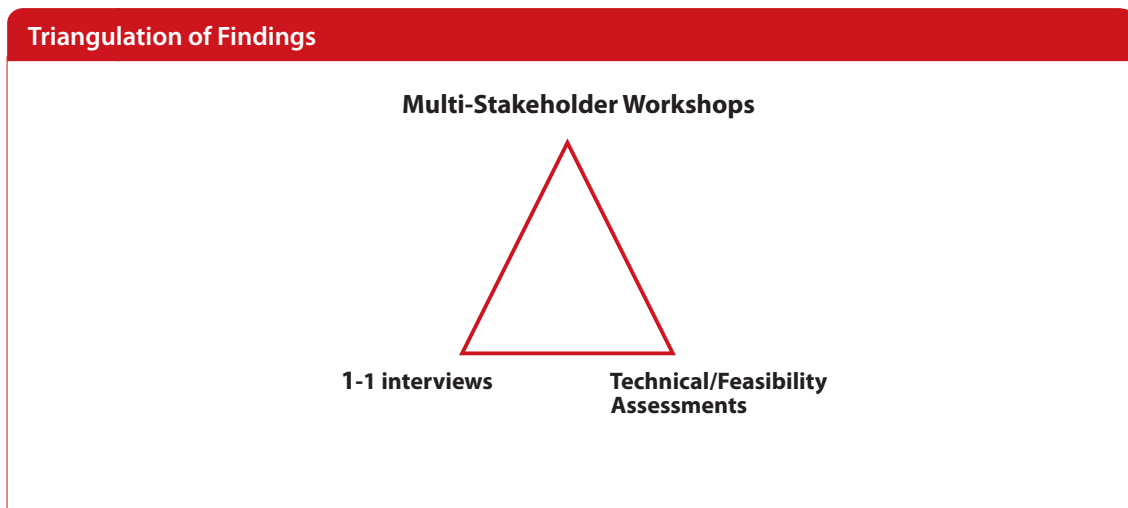 Triangulation of Findings
Multi-Stakeholder Workshops
1-1 interviews
Technical/Feasibility
Assessments